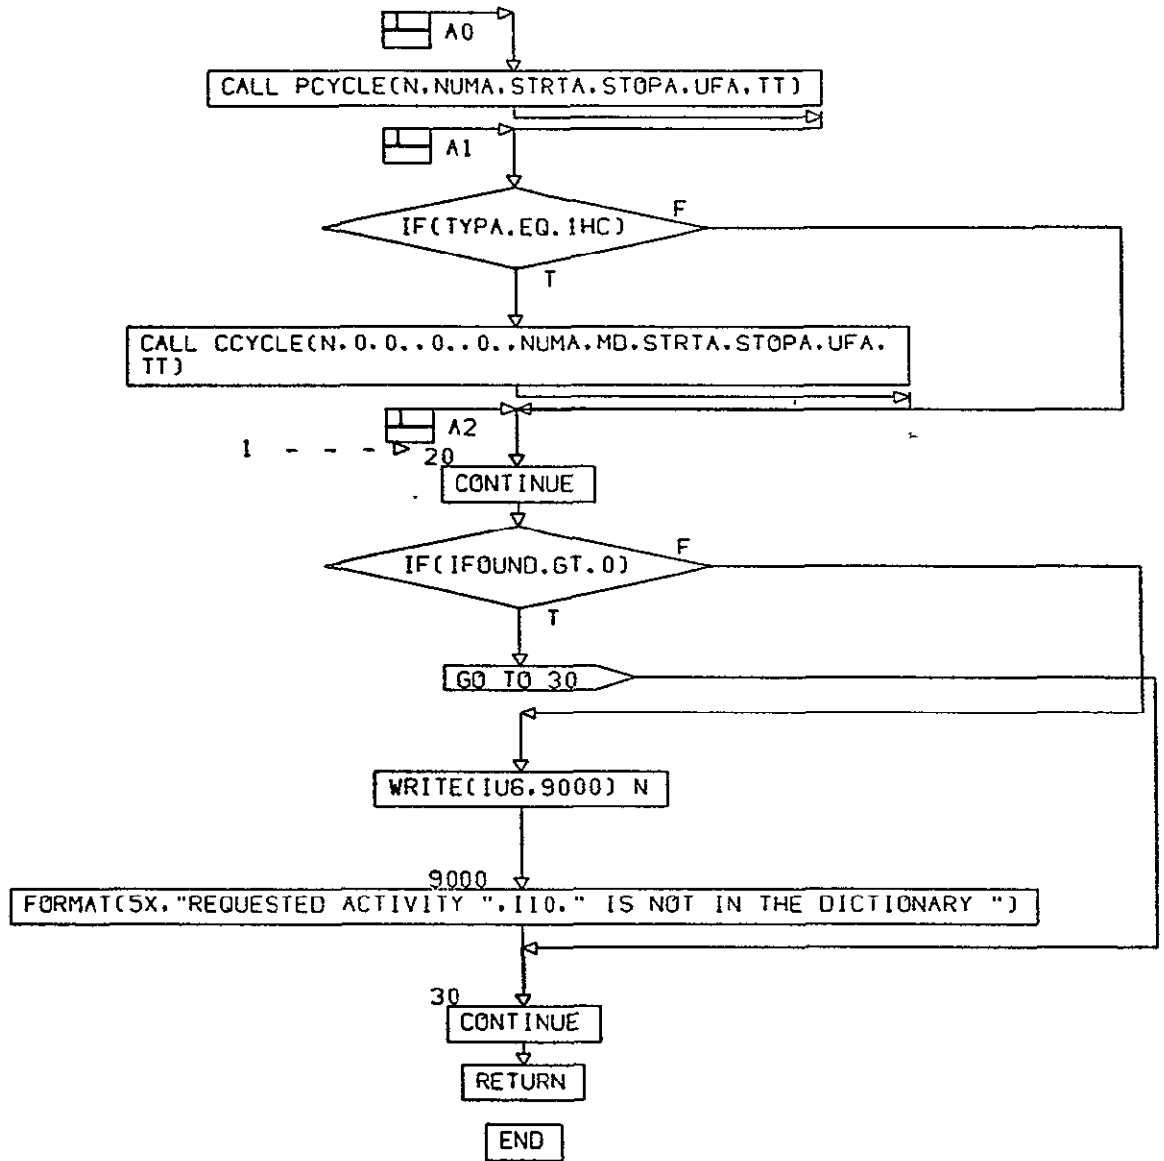 A0
CALL PCYCLE(N.NUMA.STRTA.STOPA.UFA.TT)
A1
IF(TYPA.EQ.1HC)
F
T
CALL CCYCLE(N.0.0..0..0..NUMA.MD.STRTA.STOPA.UFA.
TT)
A2
1 - - - 20
CONTINUE
IF(IFOUND.GT.0)
F
T
GO TO 30
WRITE(IU6.9000) N
9000
FORMAT(5X."REQUESTED ACTIVITY ".I10." IS NOT IN THE DICTIONARY ")
30
CONTINUE
RETURN
END